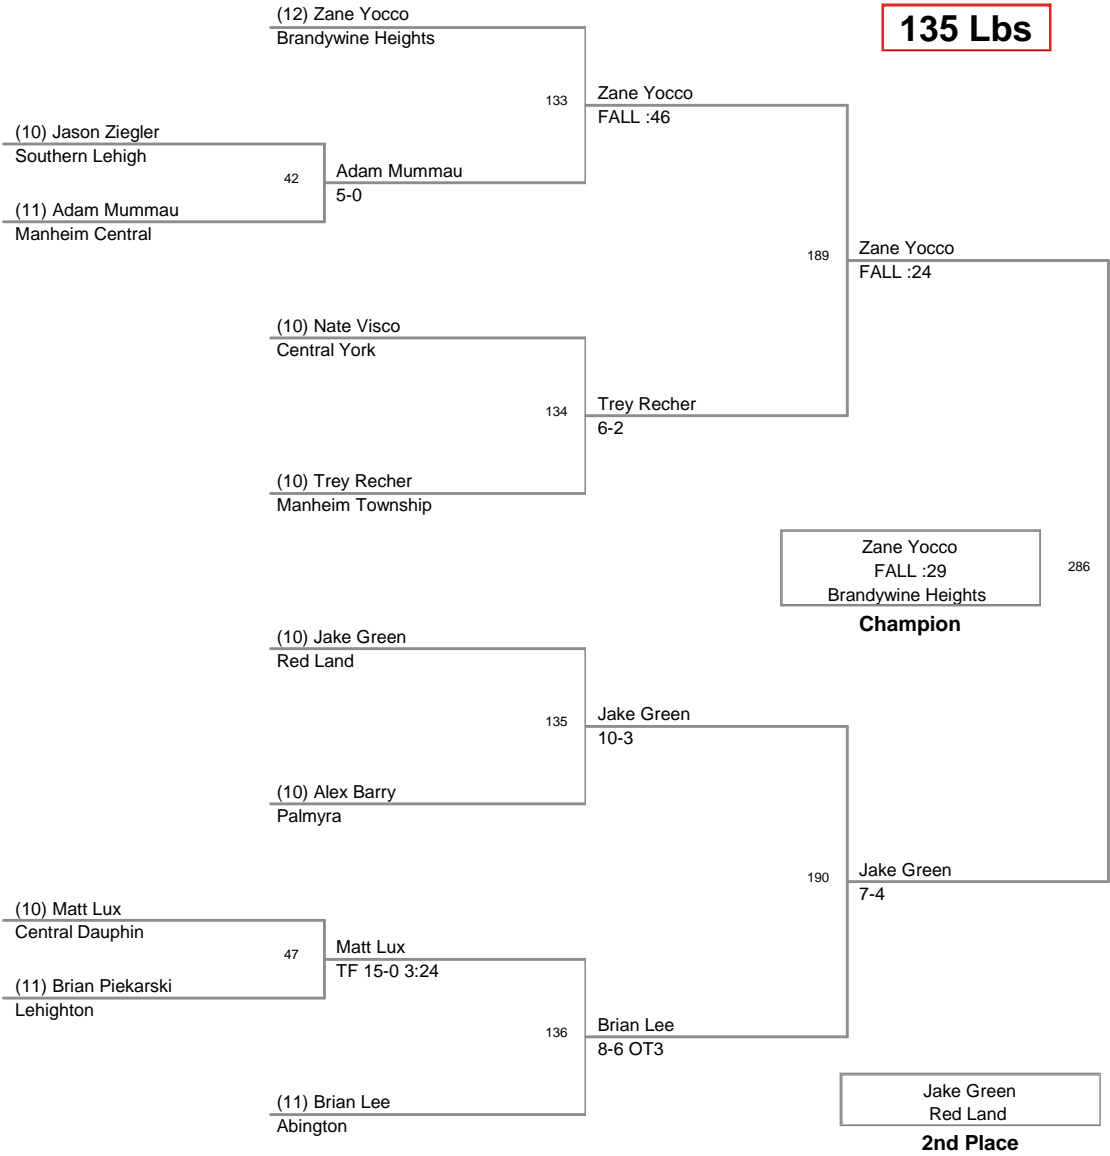 (12) Zane Yocco
Brandywine Heights
135 Lbs
133
Zane Yocco
FALL :46
(10) Jason Ziegler
Southern Lehigh
42
Adam Mummau
5-0
(11) Adam Mummau
Manheim Central
189
Zane Yocco
FALL :24
(10) Nate Visco
Central York
134
Trey Recher
6-2
(10) Trey Recher
Manheim Township
Zane Yocco
FALL :29
Brandywine Heights
286
Champion
(10) Jake Green
Red Land
135
Jake Green
10-3
(10) Alex Barry
Palmyra
190
Jake Green
7-4
(10) Matt Lux
Central Dauphin
47
Matt Lux
TF 15-0 3:24
(11) Brian Piekarski
Lehighton
136
Brian Lee
8-6 OT3
(11) Brian Lee
Abington
Jake Green
Red Land
2nd Place